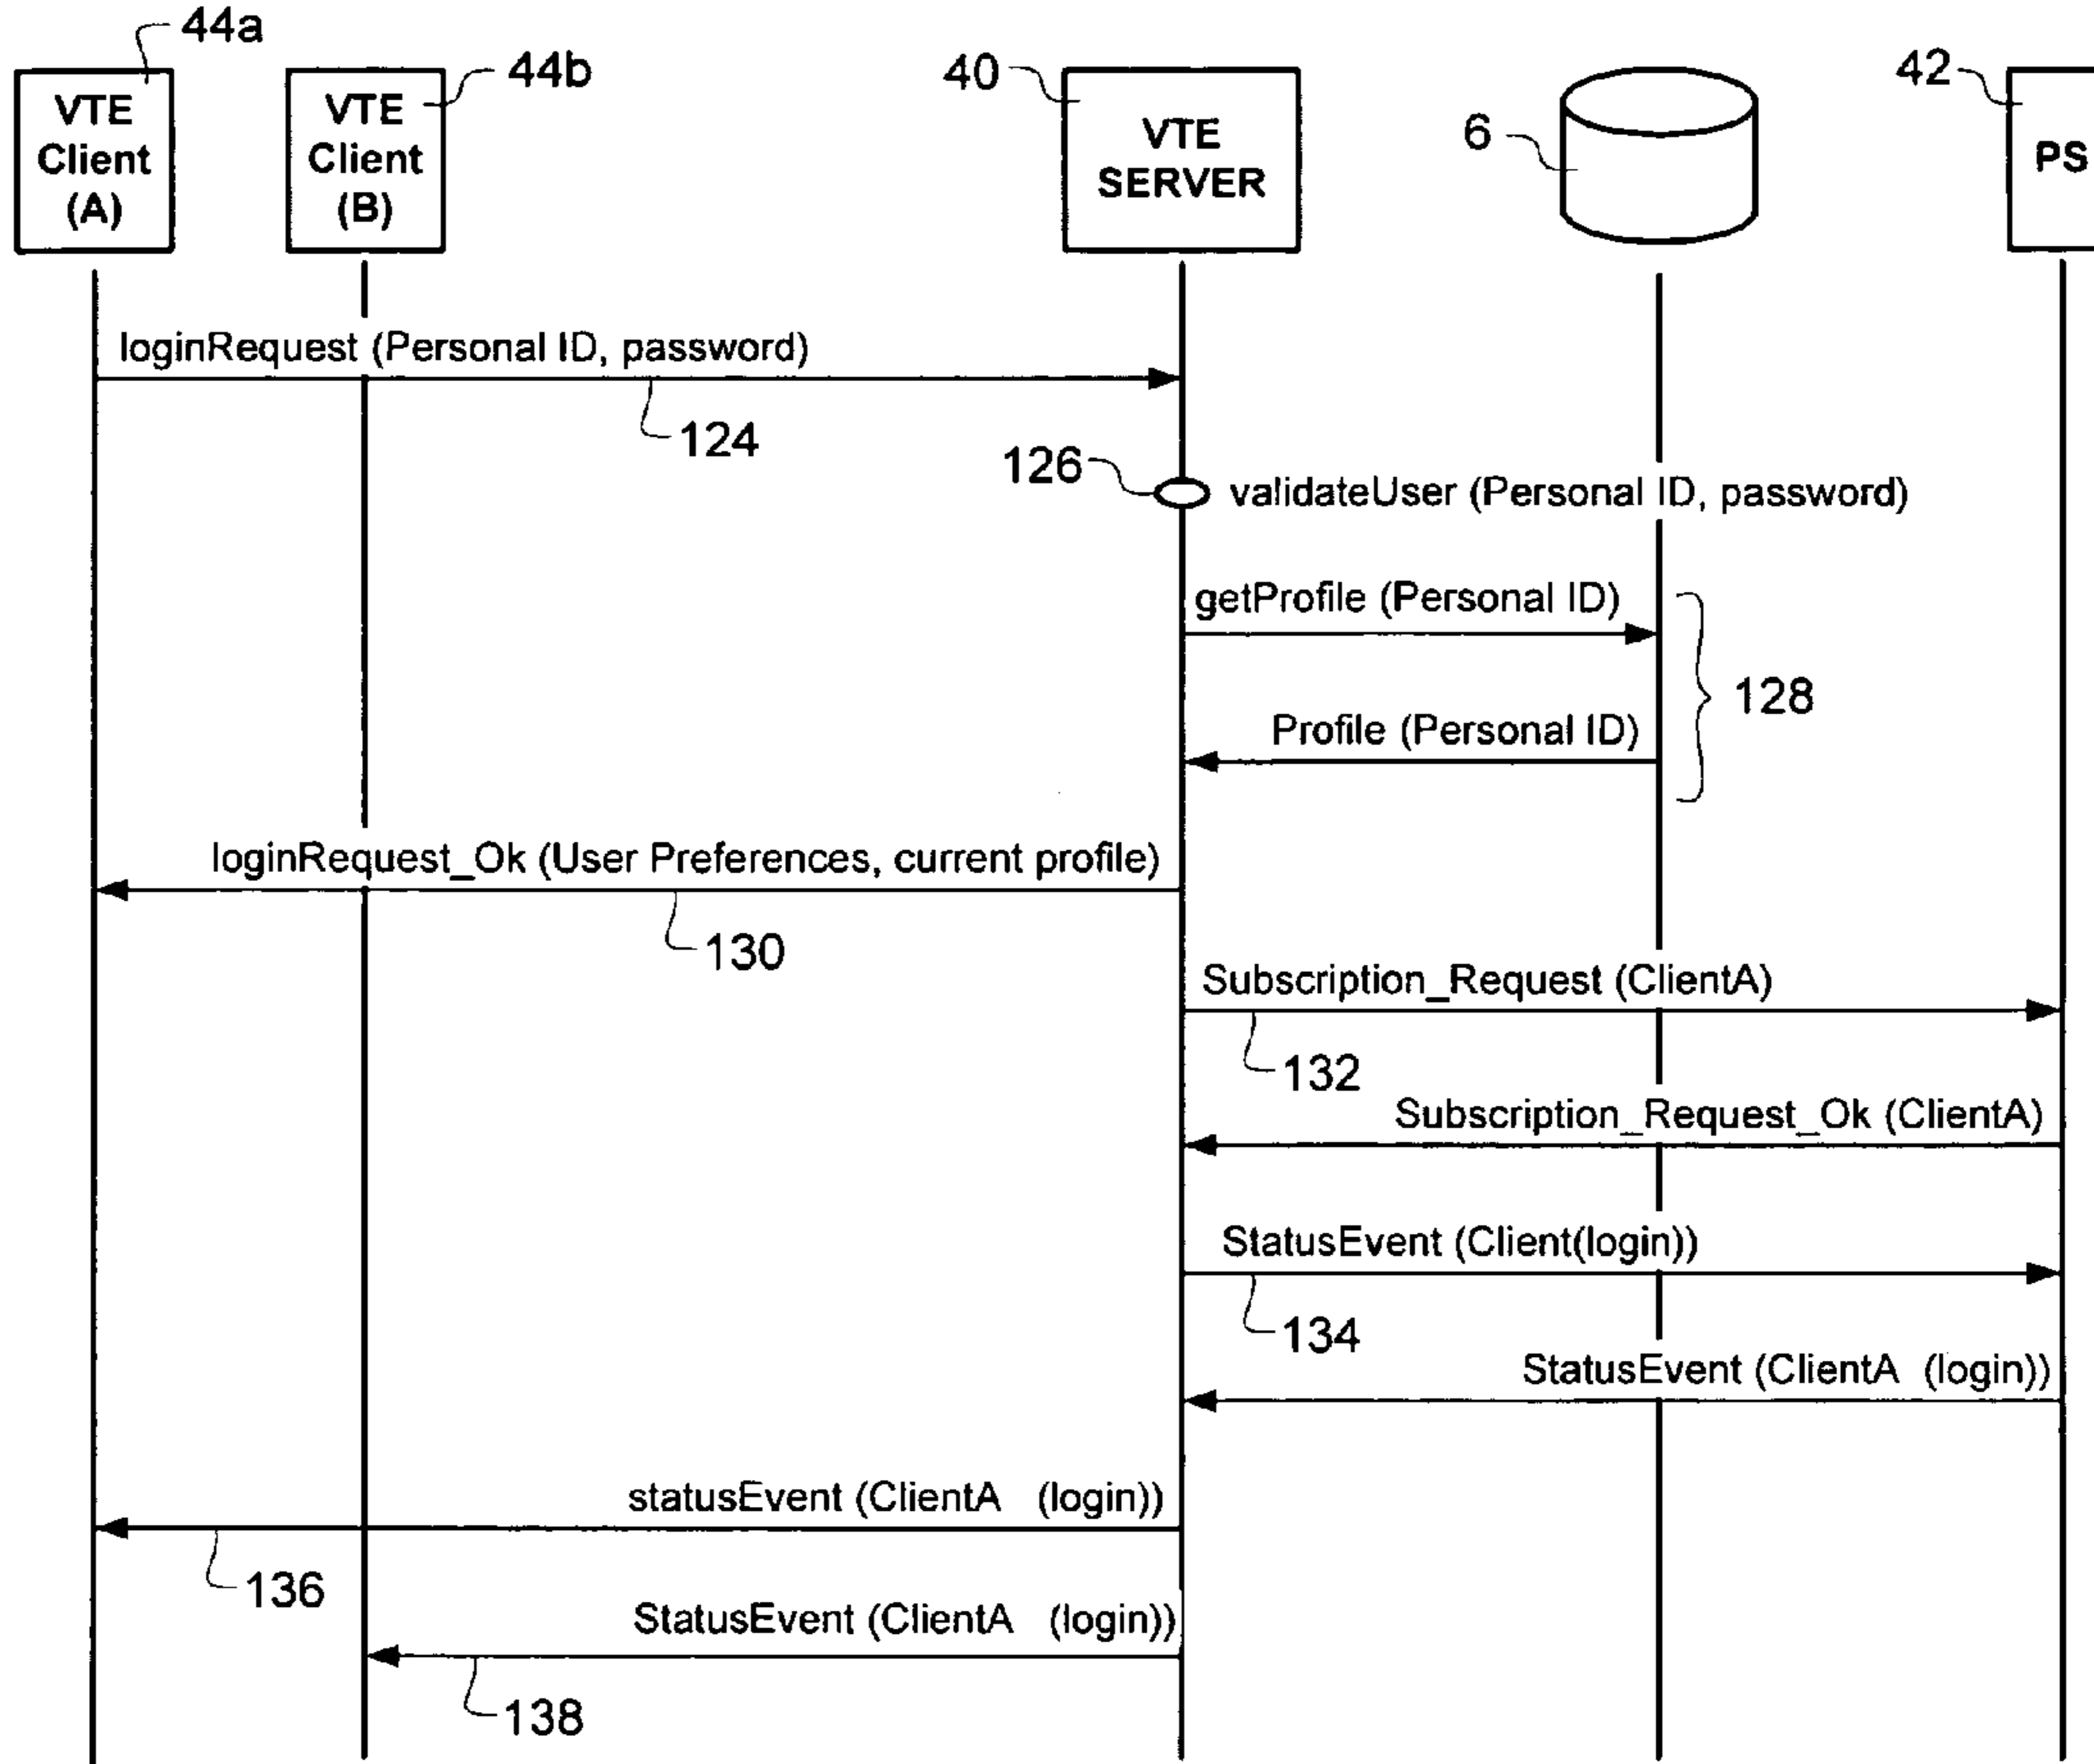 44a
44b
40
6
42
VTE
Client
(A)
VTE
Client
(B)
VTE
SERVER
PS
loginRequest (Personal ID, password)
124
126
validateUser (Personal ID, password)
getProfile (Personal ID)
128
Profile (Personal ID)
loginRequest_Ok (User Preferences, current profile)
130
Subscription_Request (ClientA)
132
Subscription_Request_Ok (ClientA)
StatusEvent (Client(login))
134
StatusEvent (ClientA (login))
statusEvent (ClientA (login))
136
StatusEvent (ClientA (login))
138